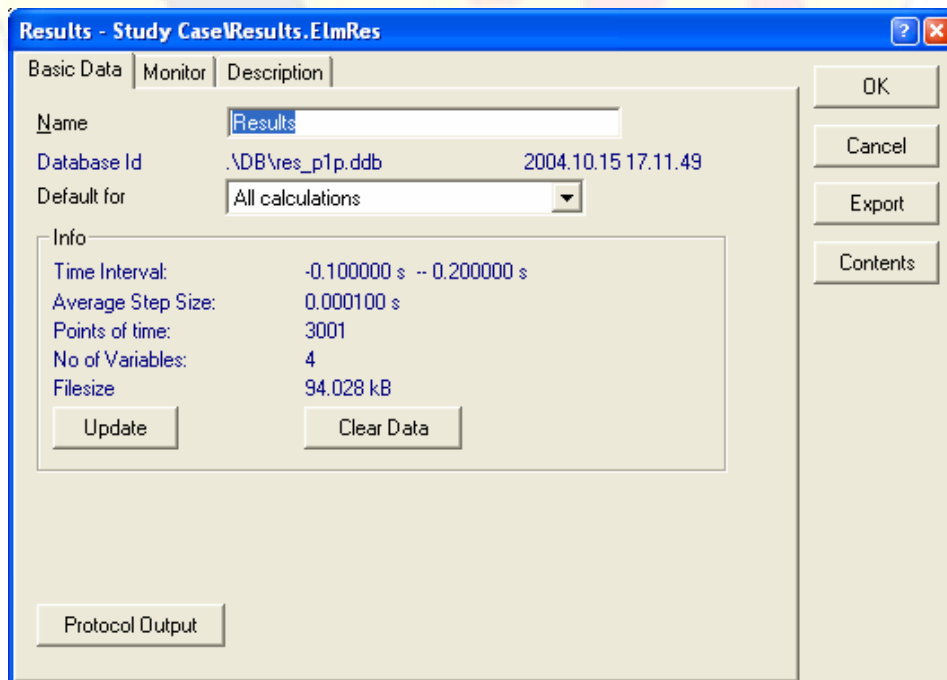 Results - Study Case\Results.ElmRes
Basic Data Monitor Description
Name Results
Database Id .\DB\res_p1p.ddb 2004.10.15 17.11.49
Default for All calculations
Info
Time Interval: -0.100000 s -- 0.200000 s
Average Step Size: 0.000100 s
Points of time: 3001
No of Variables: 4
Filesize 94.028 kB
Update Clear Data
Protocol Output
OK
Cancel
Export
Contents